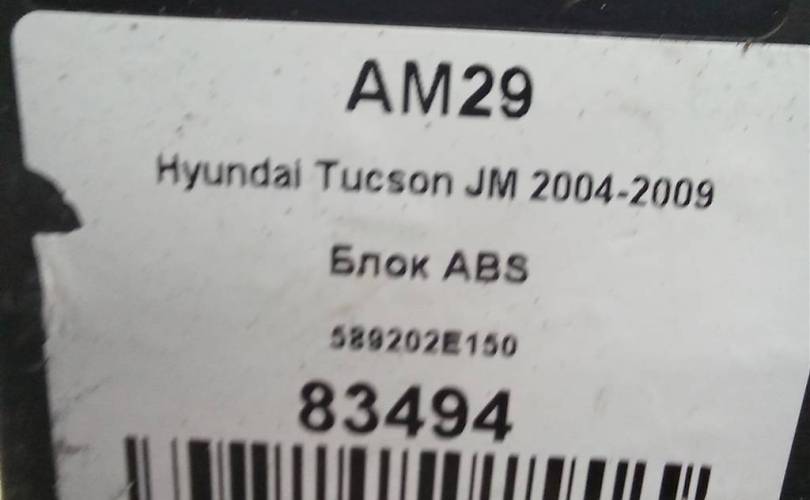 AM29
Hyundai Tucson JM 2004-2009
Блок ABS
589202E150
83494